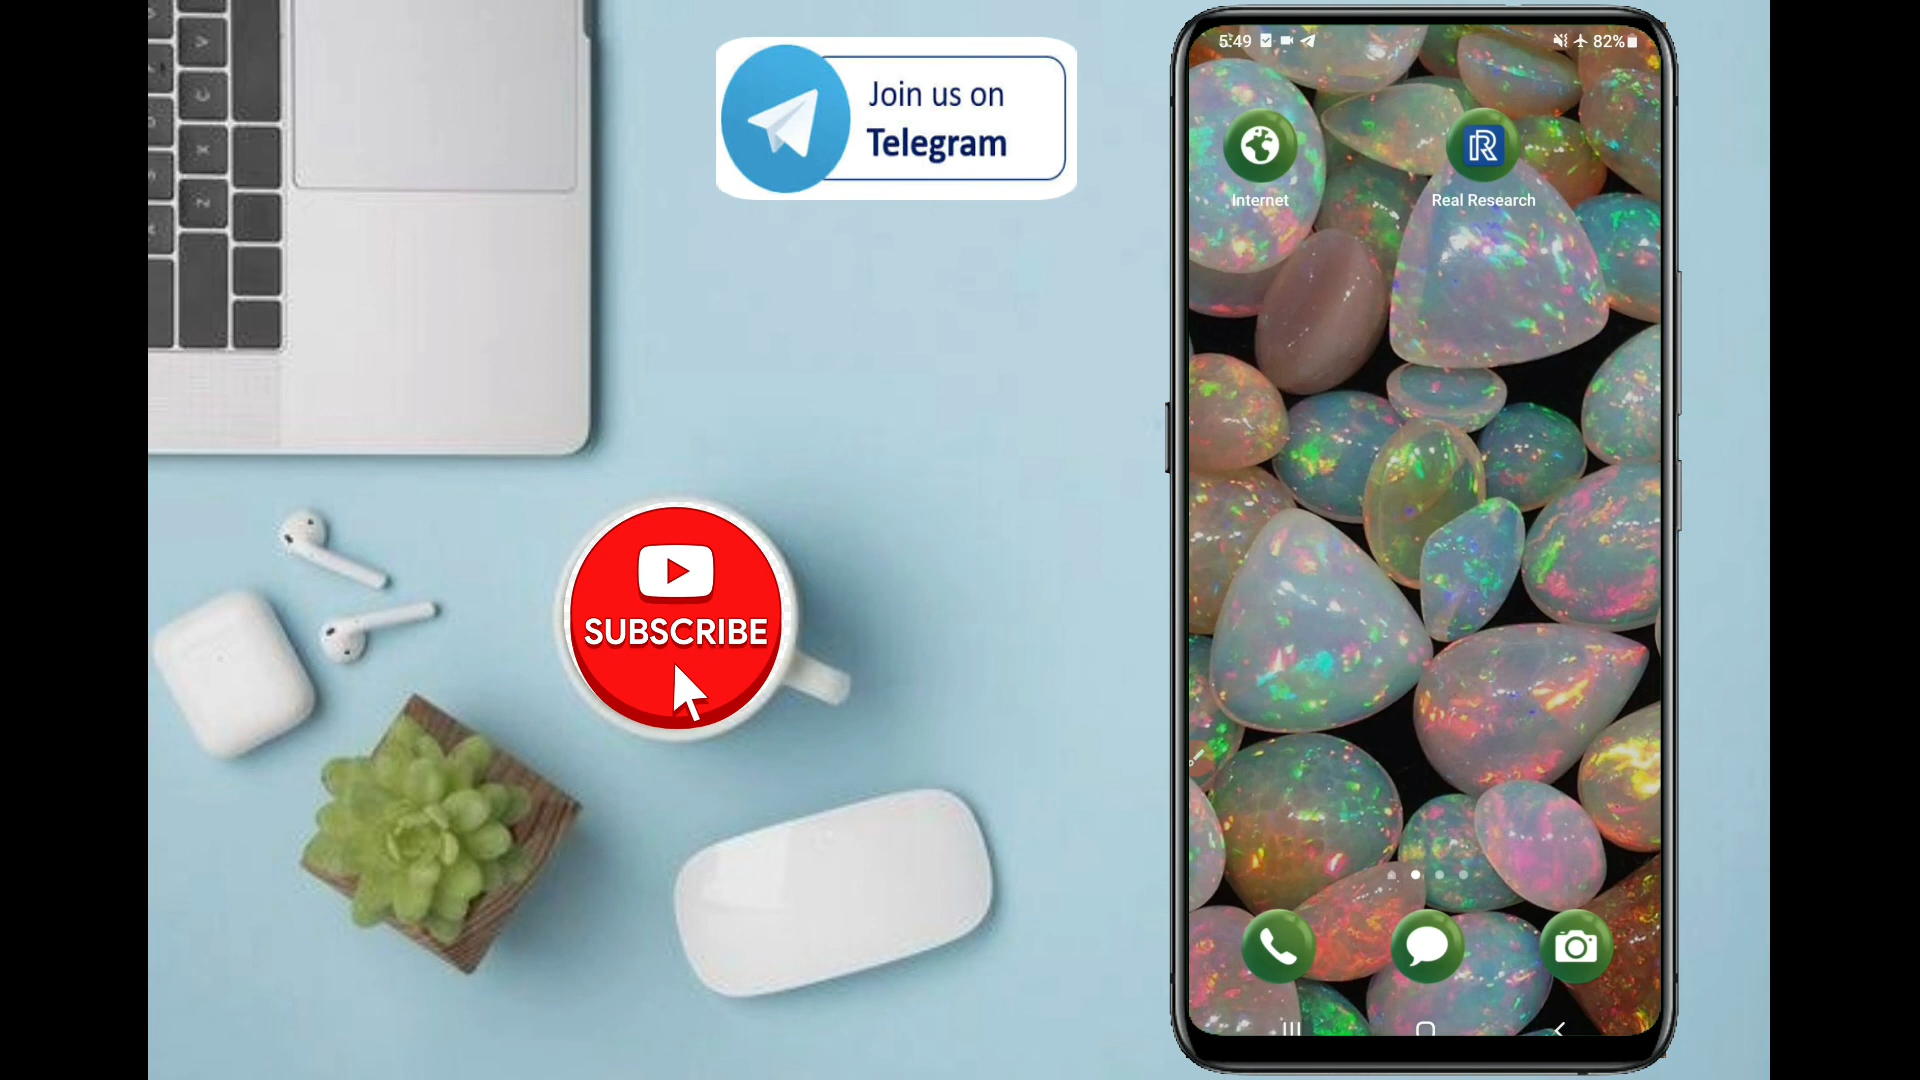 Join us on
Telegram
5:49
82%
Internet
Real Research
SUBSCRIBE
V
C
X
Z